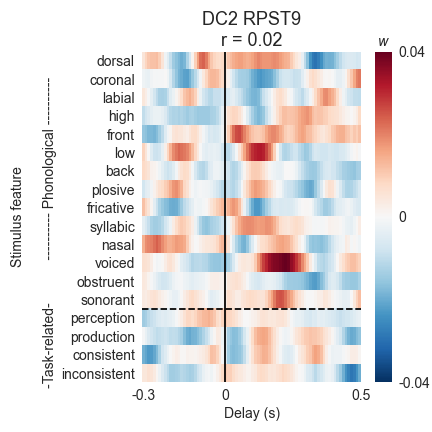 DC2 RPST9
r = 0.02
w
dorsal
coronal
labial
high
front
low
back
plosive
fricative
syllabic
nasal
voiced
obstruent
sonorant
perception
production
consistent
inconsistent
Stimulus feature
-Task-related- ---------- Phonological ----------
0.04
0
-0.04
-0.3 0 0.5
Delay (s)